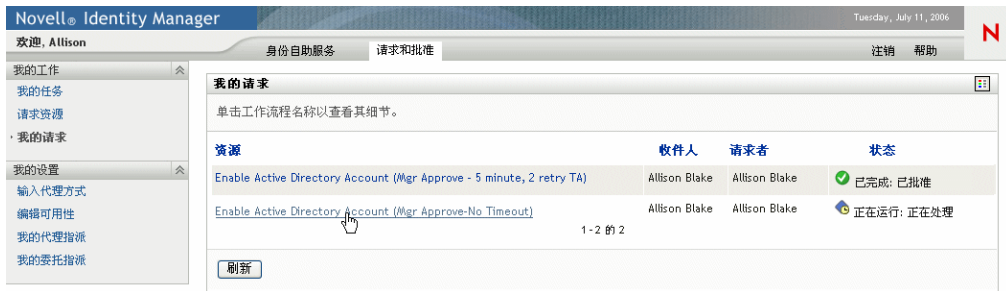 Novell® Identity Manager
Tuesday, July 11, 2006
N
欢迎, Allison
身份自助服务
请求和批准
注销
帮助
我的工作
我的任务
请求资源
我的请求
我的设置
输入代理方式
编辑可用性
我的代理指派
我的委托指派
我的请求
单击工作流程名称以查看其细节。
资源 收件人 请求者 状态
Enable Active Directory Account (Mgr Approve - 5 minute, 2 retry TA) Allison Blake Allison Blake 已完成: 已批准
Enable Active Directory Account (Mgr Approve-No Timeout) Allison Blake Allison Blake 正在运行: 正在处理
1-2 的 2
刷新